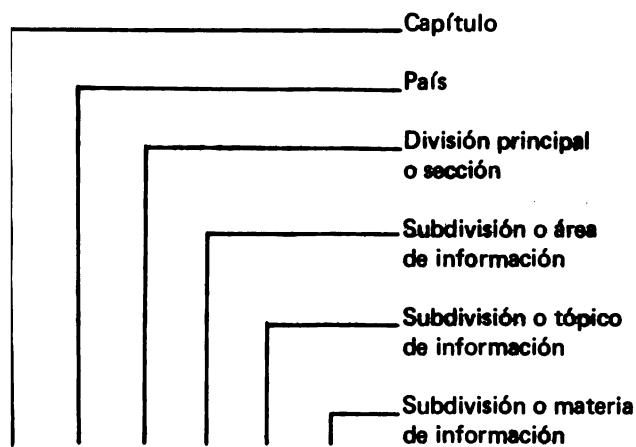 Capítulo
País
División principal
o sección
Subdivisión o área
de información
Subdivisión o tópico
de información
Subdivisión o materia
de información